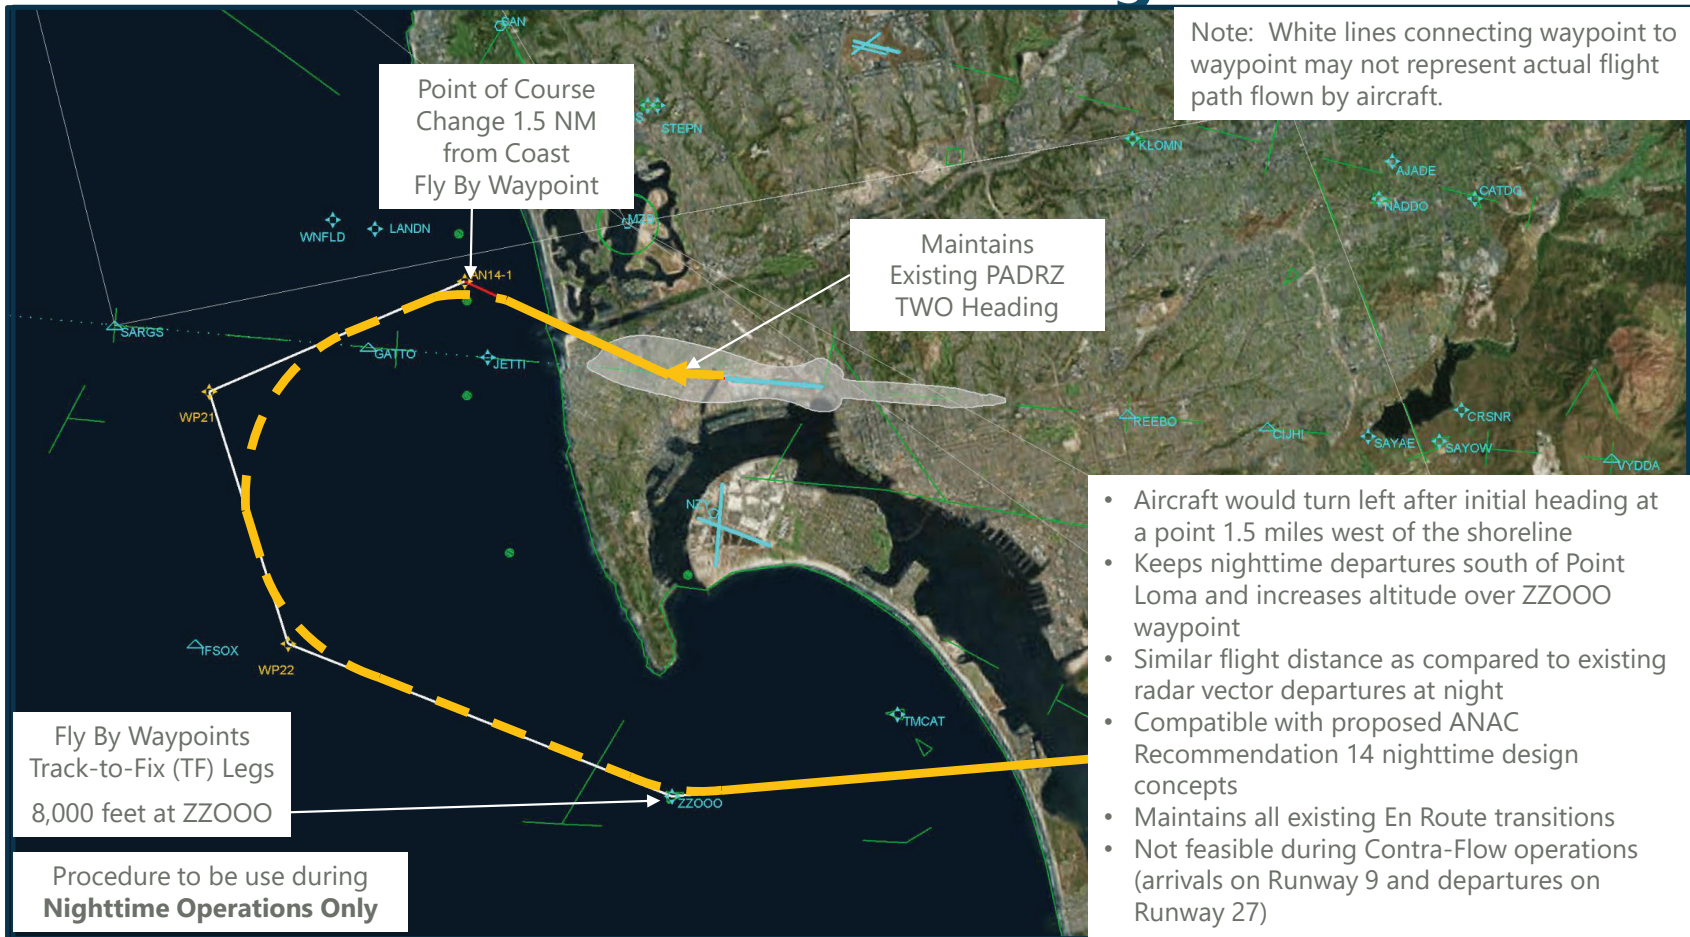 Note: White lines connecting waypoint to
waypoint may not represent actual flight
path flown by aircraft.
Point of Course
Change 1.5 NM
from Coast
Fly By Waypoint
STEPN
KLOMN
AJADE
NADDO
CATDG
WNFLD
LANDN
MZB
AN14-1
Maintains
Existing PADRZ
TWO Heading
SARGS
GATTO
JETTI
WP21
REEBO
CIJHI
SAYAE
CRSNR
SAYOW
VYDDA
IFSOX
WP22
TMCAT
ZZOOO
Fly By Waypoints
Track-to-Fix (TF) Legs
8,000 feet at ZZOOO
Procedure to be use during
Nighttime Operations Only
• Aircraft would turn left after initial heading at
a point 1.5 miles west of the shoreline
• Keeps nighttime departures south of Point
Loma and increases altitude over ZZOOO
waypoint
• Similar flight distance as compared to existing
radar vector departures at night
• Compatible with proposed ANAC
Recommendation 14 nighttime design
concepts
• Maintains all existing En Route transitions
• Not feasible during Contra-Flow operations
(arrivals on Runway 9 and departures on
Runway 27)